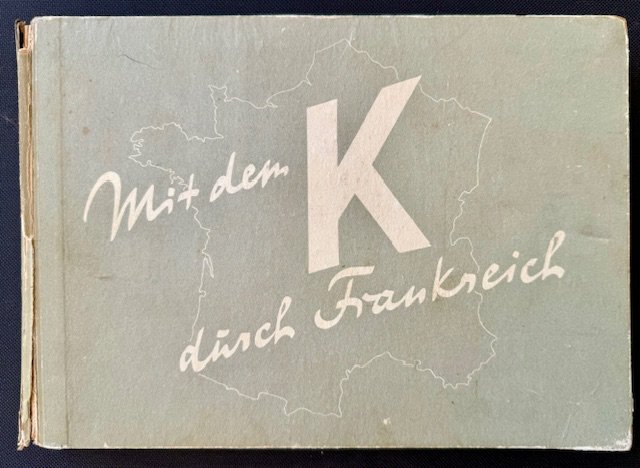 Mit dem K
durch Frankreich